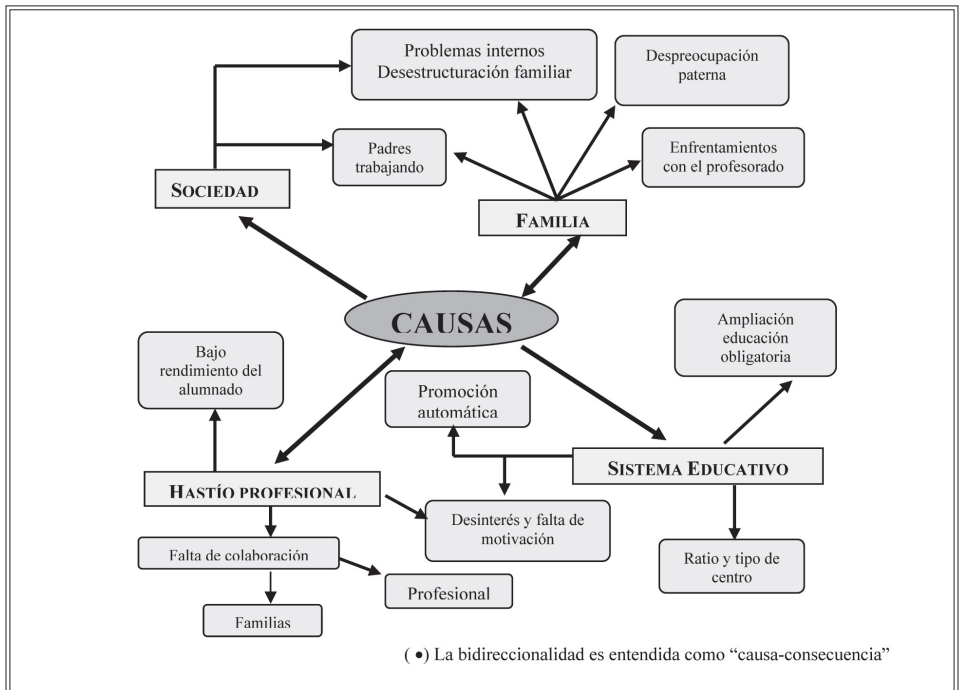 Problemas internos
Desestructuración familiar
Despreocupación
paterna
Padres
trabajando
Enfrentamientos
con el profesorado
SOCIEDAD
FAMILIA
CAUSAS
Ampliación
educación
obligatoria
Bajo
rendimiento del
alumnado
Promoción
automática
SISTEMA EDUCATIVO
HASTÍO PROFESIONAL
Desinterés y falta de
motivación
Falta de colaboración
Ratio y tipo de
centro
Profesional
Familias
( •) La bidireccionalidad es entendida como “causa-consecuencia”